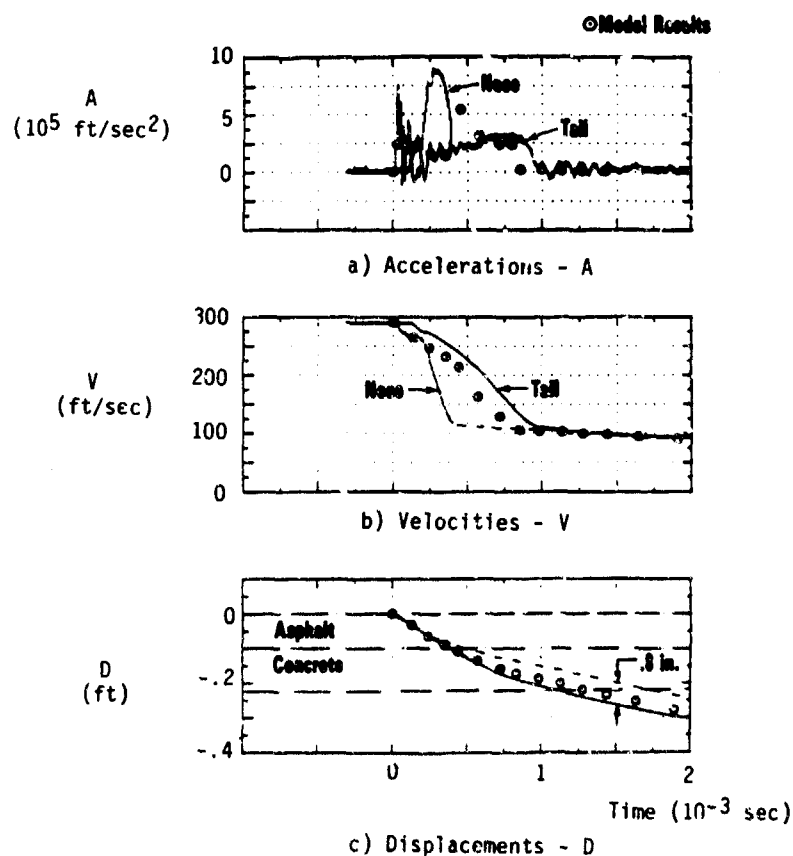 ⊙Model Results
A
(10⁵ ft/sec²)
10
5
0
Nose
Tail
a) Accelerations - A
V
(ft/sec)
300
200
100
0
Nose
Tail
b) Velocities - V
D
(ft)
0
-.2
-.4
Asphalt
Concrete
.8 in.
0
1
2
Time (10⁻³ sec)
c) Displacements - D